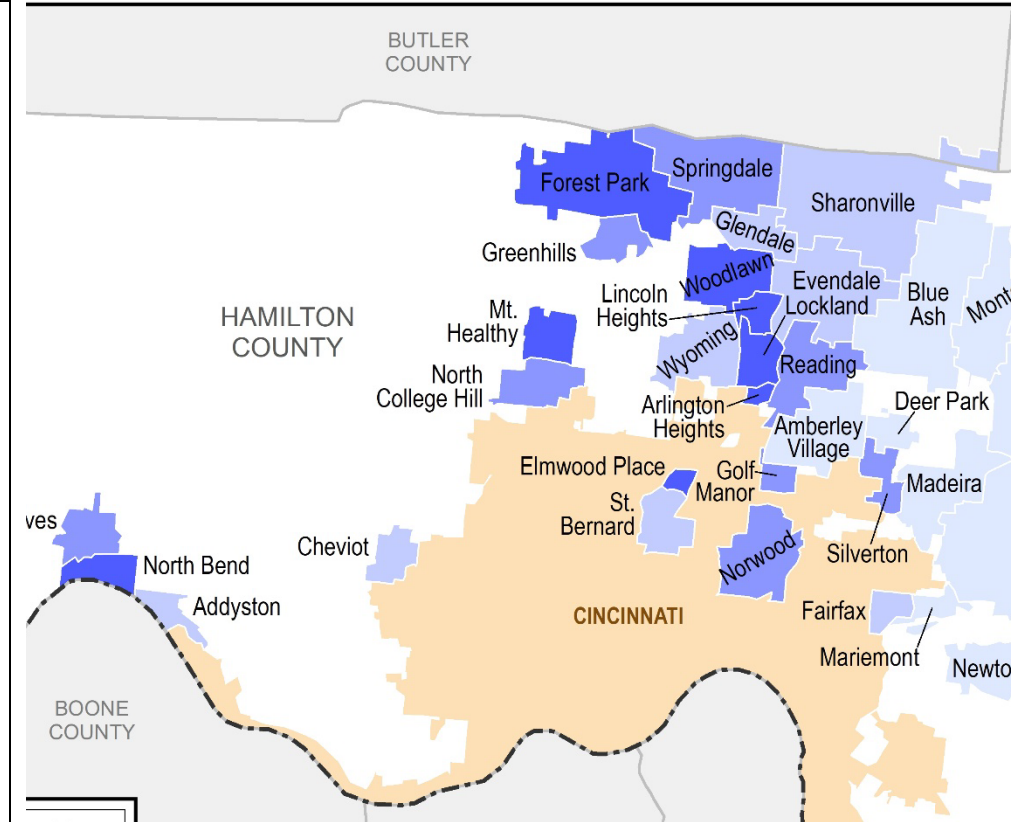 BUTLER
COUNTY
Forest Park
Springdale
Sharonville
Glendale
Greenhills
Woodlawn
Evendale
Lincoln
Heights
Lockland
Blue
Ash
Mont
HAMILTON
COUNTY
Mt.
Healthy
Wyoming
Reading
North
College Hill
Arlington
Heights
Deer Park
Amberley
Village
Elmwood Place
Golf
Manor
Madeira
St.
Bernard
ves
Cheviot
Norwood
Silverton
North Bend
Addyston
CINCINNATI
Fairfax
Mariemont
Newto
BOONE
COUNTY